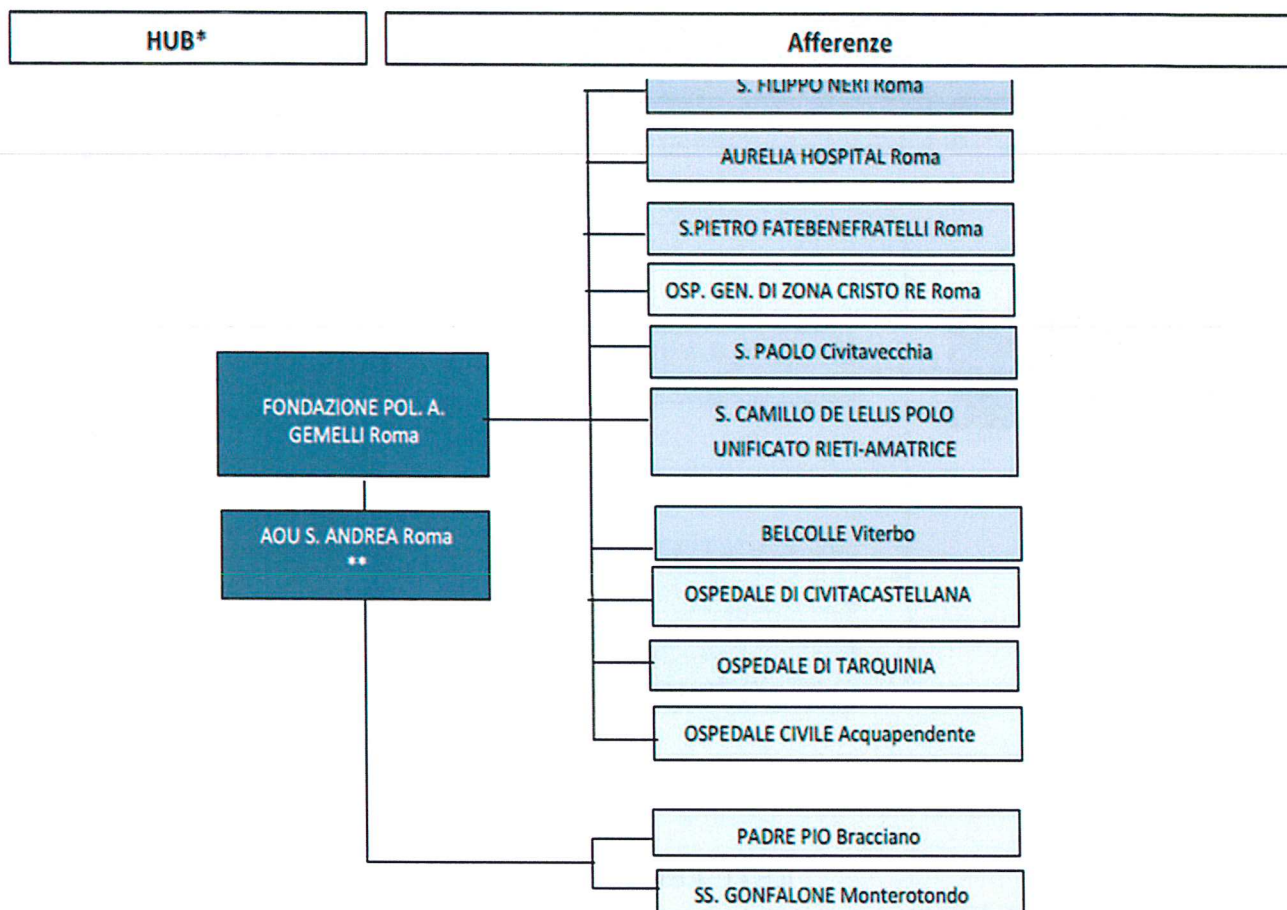 HUB*
Afferenze
S. FILIPPO NERI Roma
AURELIA HOSPITAL Roma
S.PIETRO FATEBENEFRATELLI Roma
OSP. GEN. DI ZONA CRISTO RE Roma
S. PAOLO Civitavecchia
FONDAZIONE POL. A.
GEMELLI Roma
S. CAMILLO DE LELLIS POLO
UNIFICATO RIETI-AMATRICE
AOU S. ANDREA Roma
**
BELCOLLE Viterbo
OSPEDALE DI CIVITACASTELLANA
OSPEDALE DI TARQUINIA
OSPEDALE CIVILE Acquapendente
PADRE PIO Bracciano
SS. GONFALONE Monterotondo